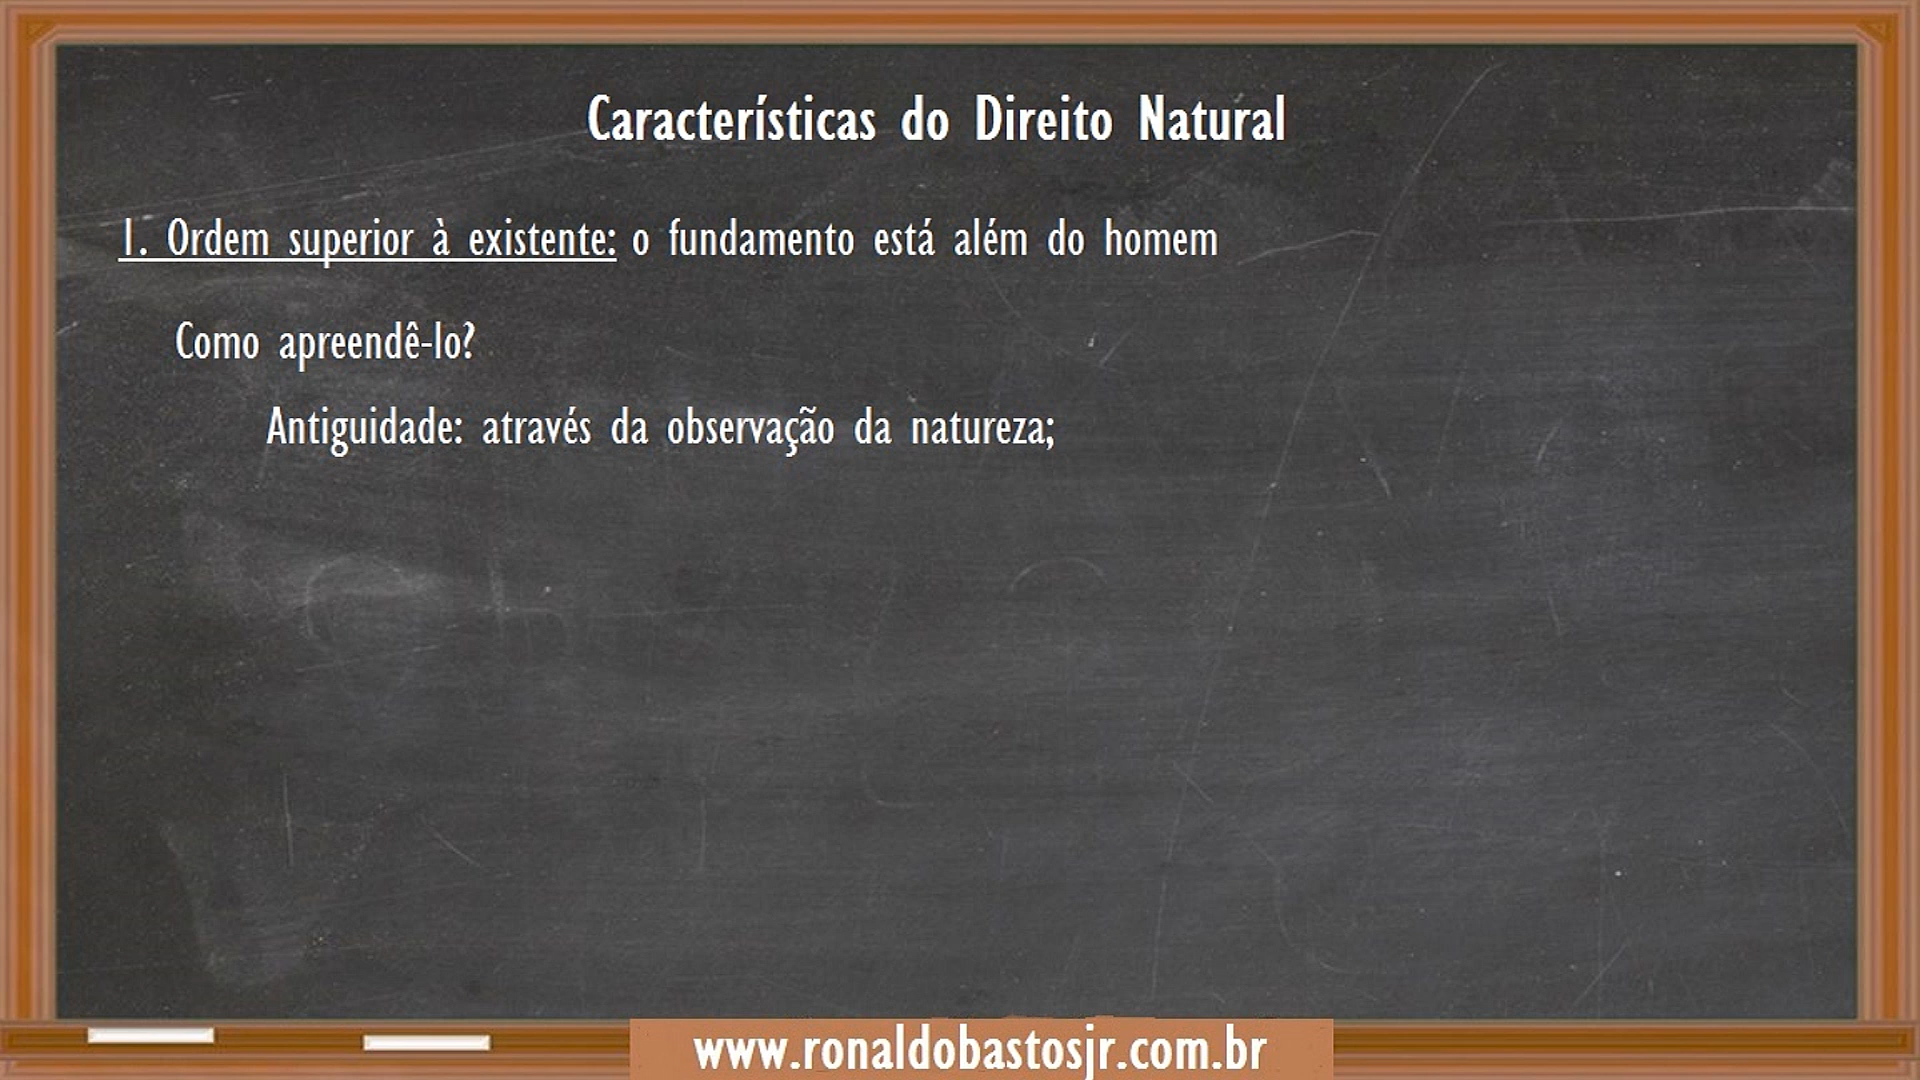 Características do Direito Natural
1. Ordem superior à existente: o fundamento está além do homem
Como apreendê-lo?
Antiguidade: através da observação da natureza;
www.ronaldobastosjr.com.br